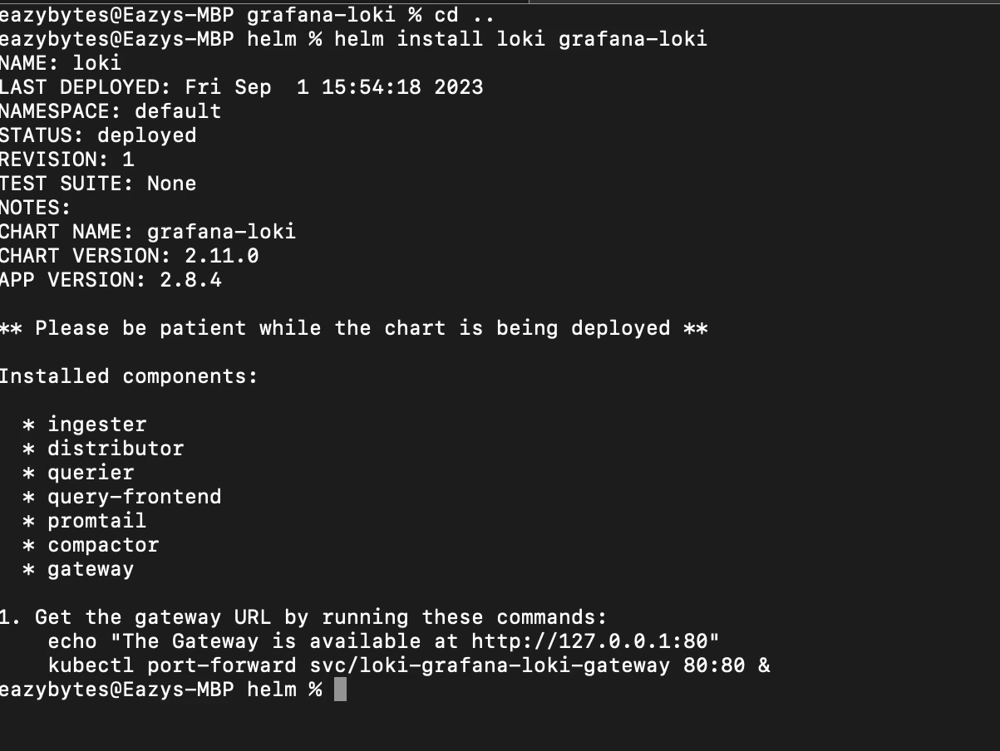 eazybytes@Eazys-MBP grafana-loki % cd ..
eazybytes@Eazys-MBP helm % helm install loki grafana-loki
NAME: loki
LAST DEPLOYED: Fri Sep  1 15:54:18 2023
NAMESPACE: default
STATUS: deployed
REVISION: 1
TEST SUITE: None
NOTES:
CHART NAME: grafana-loki
CHART VERSION: 2.11.0
APP VERSION: 2.8.4
** Please be patient while the chart is being deployed **
Installed components:
* ingester
* distributor
* querier
* query-frontend
* promtail
* compactor
* gateway
1. Get the gateway URL by running these commands:
echo "The Gateway is available at http://127.0.0.1:80"
kubectl port-forward svc/loki-grafana-loki-gateway 80:80 &
eazybytes@Eazys-MBP helm %